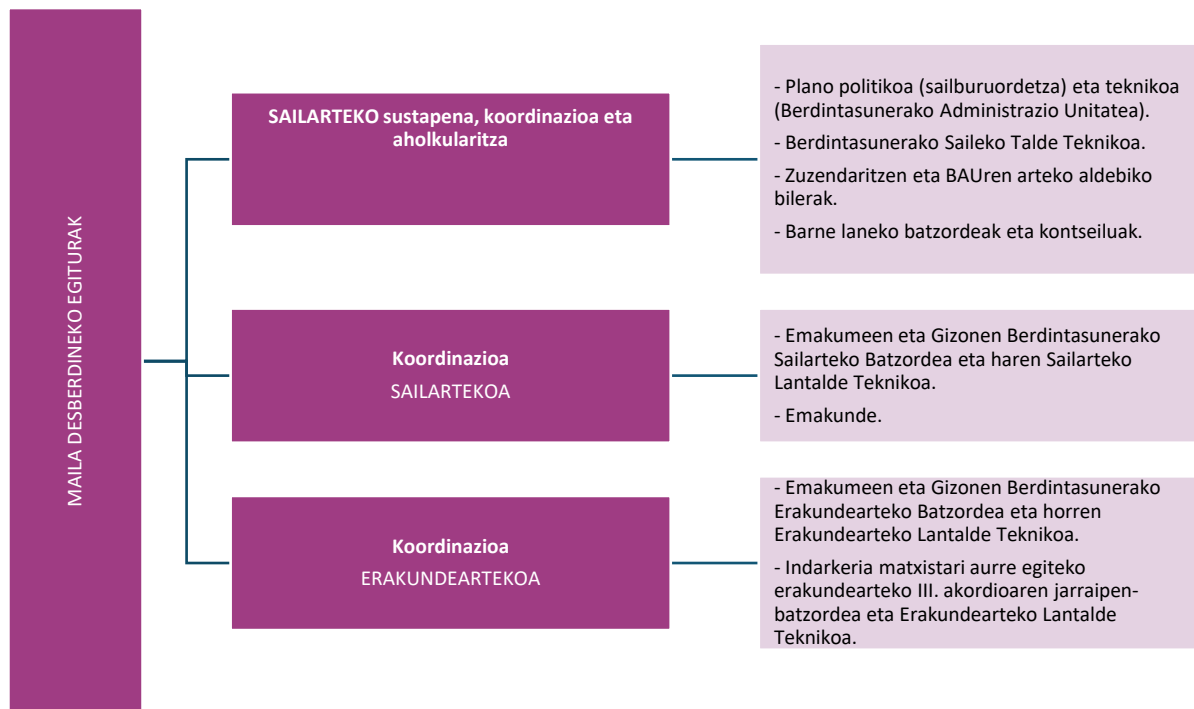 MAILA DESBERDINEKO EGITURAK
SAILARTEKO sustapena, koordinazioa eta
aholkularitza
- Plano politikoa (sailburuordetza) eta teknikoa
(Berdintasunerako Administrazio Unitatea).
- Berdintasunerako Saileko Talde Teknikoa.
- Zuzendaritzen eta BAUren arteko aldebiko
bilerak.
- Barne laneko batzordeak eta kontseiluak.
Koordinazioa
SAILARTEKOA
- Emakumeen eta Gizonen Berdintasunerako
Sailarteko Batzordea eta haren Sailarteko
Lantalde Teknikoa.
- Emakunde.
Koordinazioa
ERAKUNDEARTEKOA
- Emakumeen eta Gizonen Berdintasunerako
Erakundearteko Batzordea eta horren
Erakundearteko Lantalde Teknikoa.
- Indarkeria matxistari aurre egiteko
erakundearteko III. akordioaren jarraipen-
batzordea eta Erakundearteko Lantalde
Teknikoa.